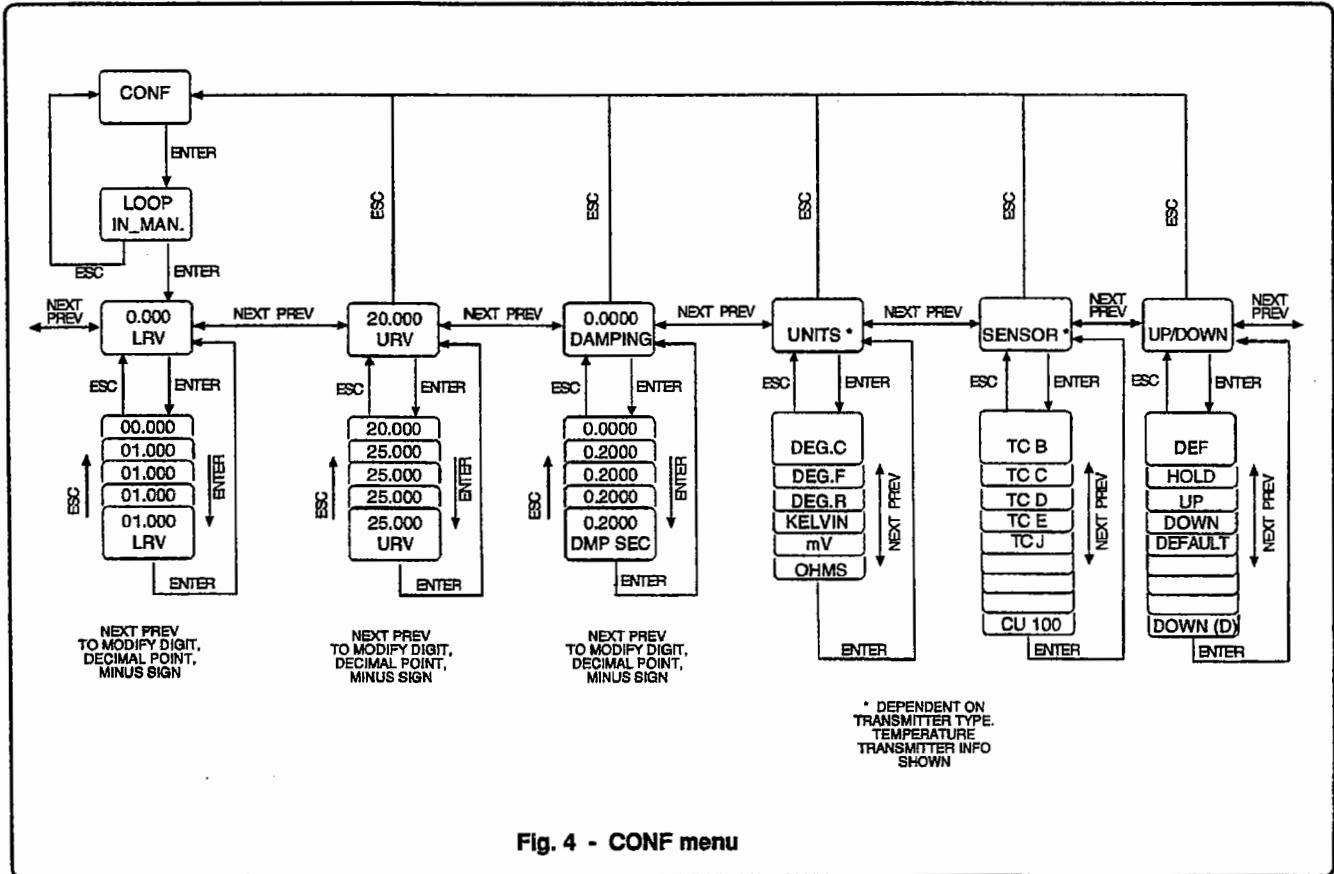 CONF
ENTER
LOOP
IN_MAN.
ESC
ENTER
ESC
ESC
ESC
ESC
ESC
NEXT
PREV
0.000
LRV
NEXT PREV
20.000
URV
NEXT PREV
0.0000
DAMPING
NEXT PREV
UNITS *
NEXT PREV
SENSOR *
NEXT
PREV
UP/DOWN
NEXT
PREV
ESC
ENTER
ESC
ENTER
ESC
ENTER
ESC
ENTER
ESC
ENTER
ESC
ENTER
00.000
01.000
01.000
01.000
01.000
LRV
ESC
ENTER
ENTER
20.000
25.000
25.000
25.000
25.000
URV
ESC
ENTER
ENTER
0.0000
0.2000
0.2000
0.2000
0.2000
DMP SEC
ESC
ENTER
ENTER
DEG.C
DEG.F
DEG.R
KELVIN
mV
OHMS
NEXT PREV
ENTER
TC B
TC C
TC D
TC E
TC J
CU 100
NEXT PREV
ENTER
DEF
HOLD
UP
DOWN
DEFAULT
DOWN (D)
NEXT PREV
ENTER
NEXT PREV
TO MODIFY DIGIT,
DECIMAL POINT,
MINUS SIGN
NEXT PREV
TO MODIFY DIGIT,
DECIMAL POINT,
MINUS SIGN
NEXT PREV
TO MODIFY DIGIT,
DECIMAL POINT,
MINUS SIGN
* DEPENDENT ON
TRANSMITTER TYPE.
TEMPERATURE
TRANSMITTER INFO
SHOWN
Fig. 4 - CONF menu